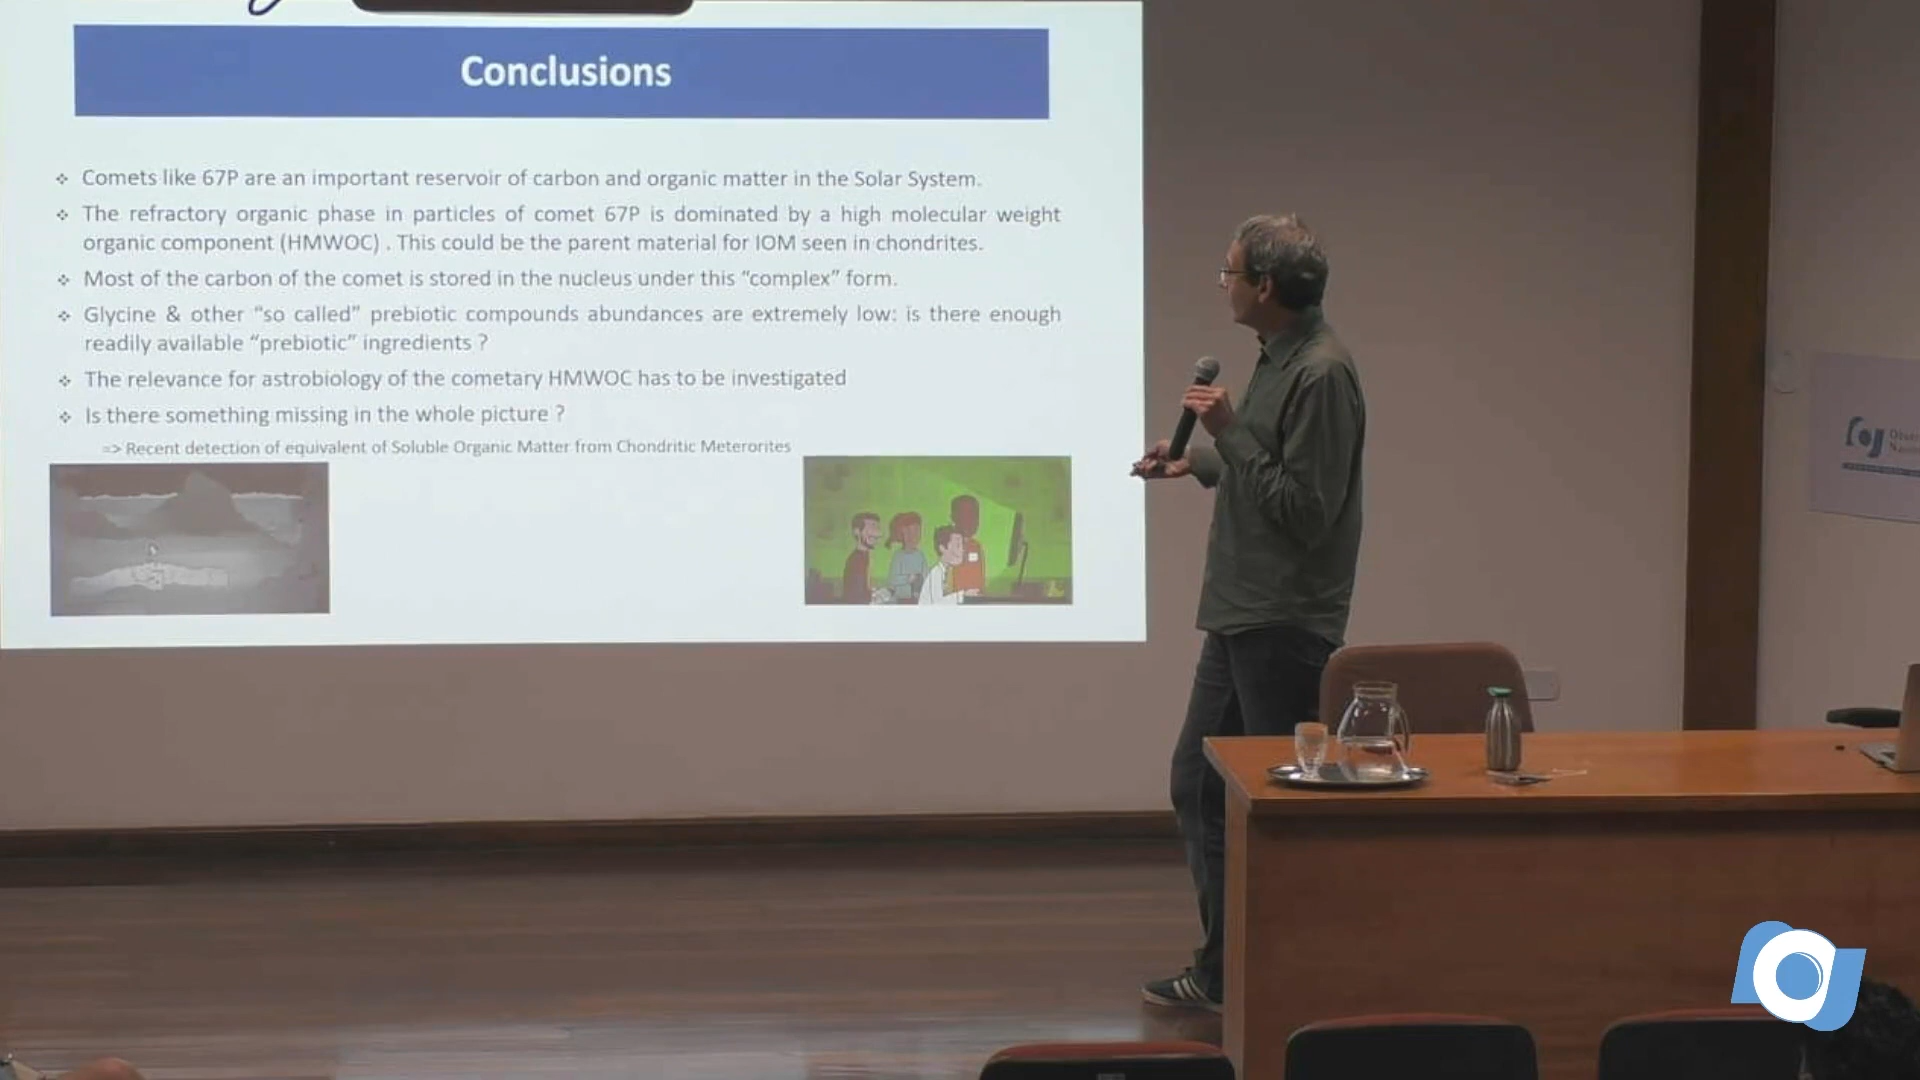 Conclusions
Comets like 67P are an important reservoir of carbon and organic matter in the Solar System.
The refractory organic phase in particles of comet 67P is dominated by a high molecular weight
organic component (HMWOC) . This could be the parent material for IOM seen in chondrites.
Most of the carbon of the comet is stored in the nucleus under this “complex” form.
Glycine & other “so called” prebiotic compounds abundances are extremely low: is there enough
readily available “prebiotic” ingredients ?
The relevance for astrobiology of the cometary HMWOC has to be investigated
Is there something missing in the whole picture ?
=> Recent detection of equivalent of Soluble Organic Matter from Chondritic Meterorites